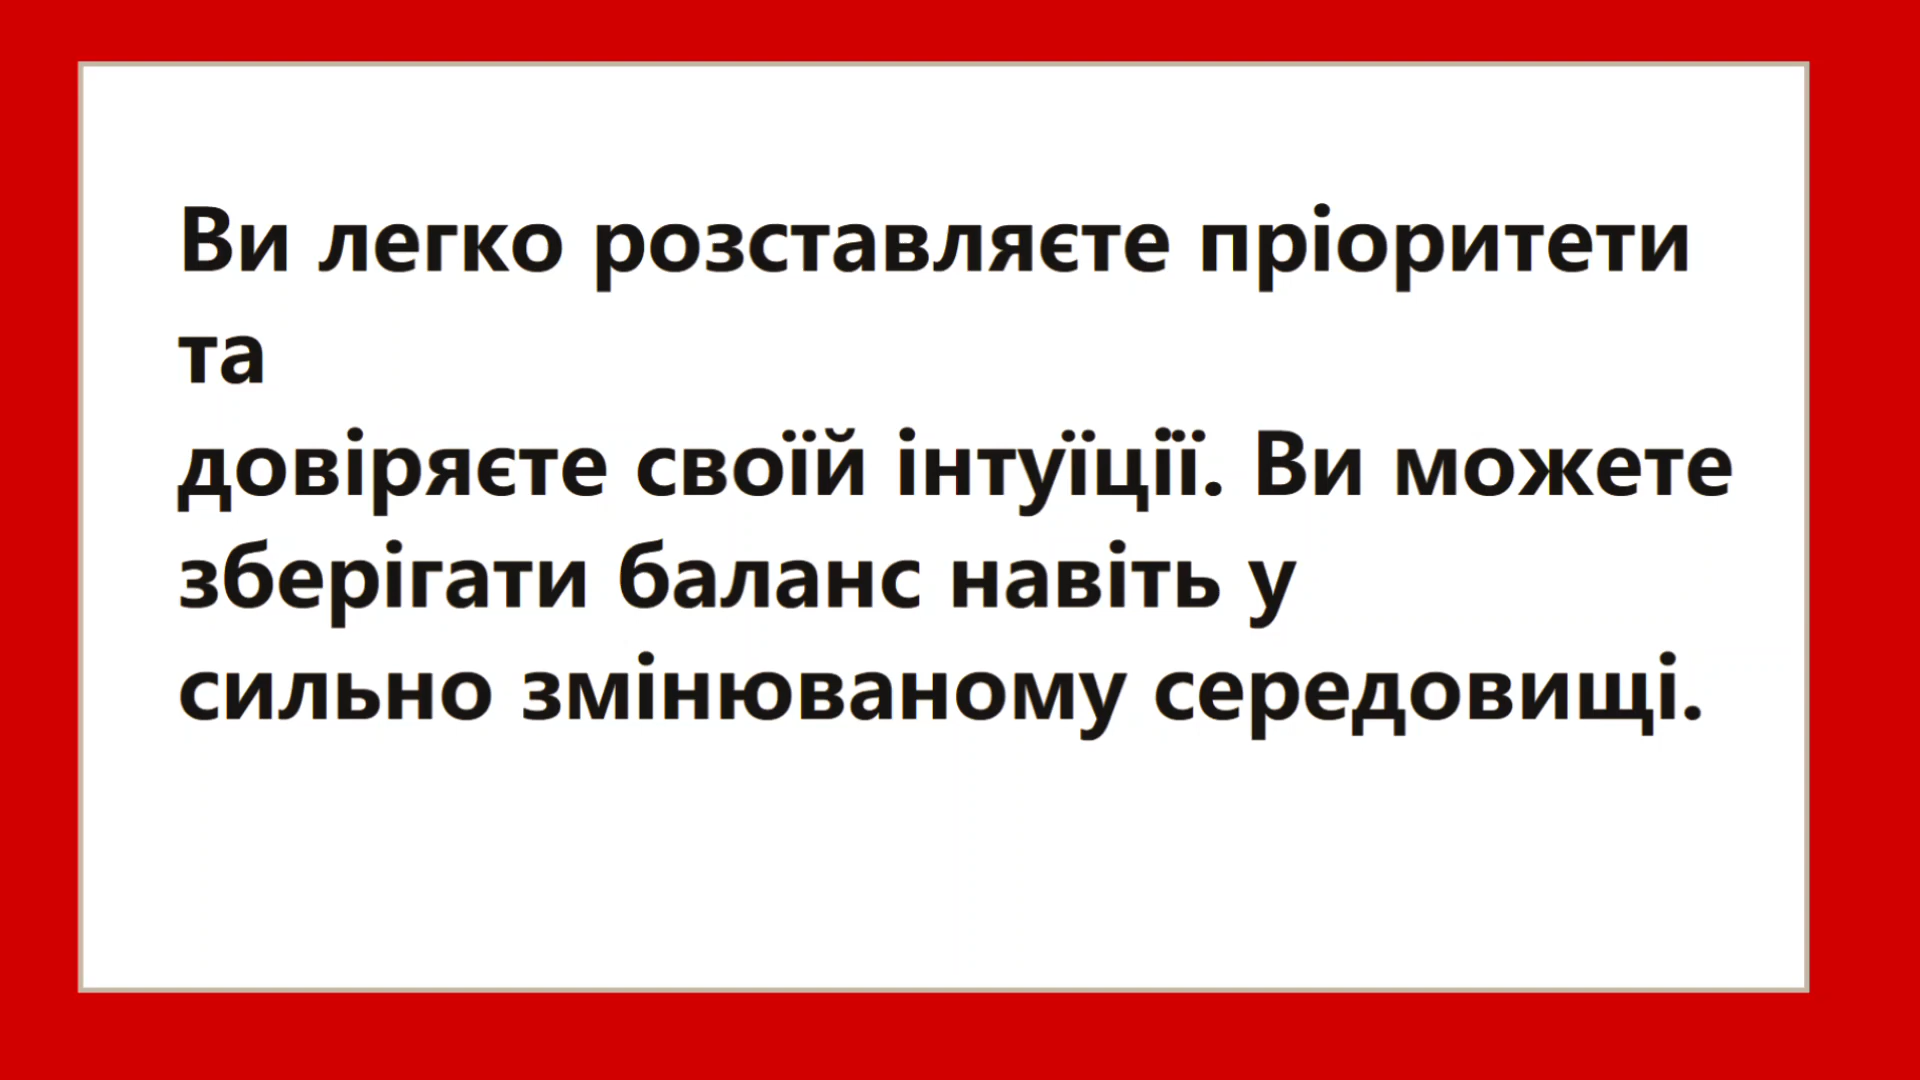 Ви легко розставляєте пріоритети
та
довіряєте своїй інтуїції. Ви можете
зберігати баланс навіть у
сильно змінюваному середовищі.